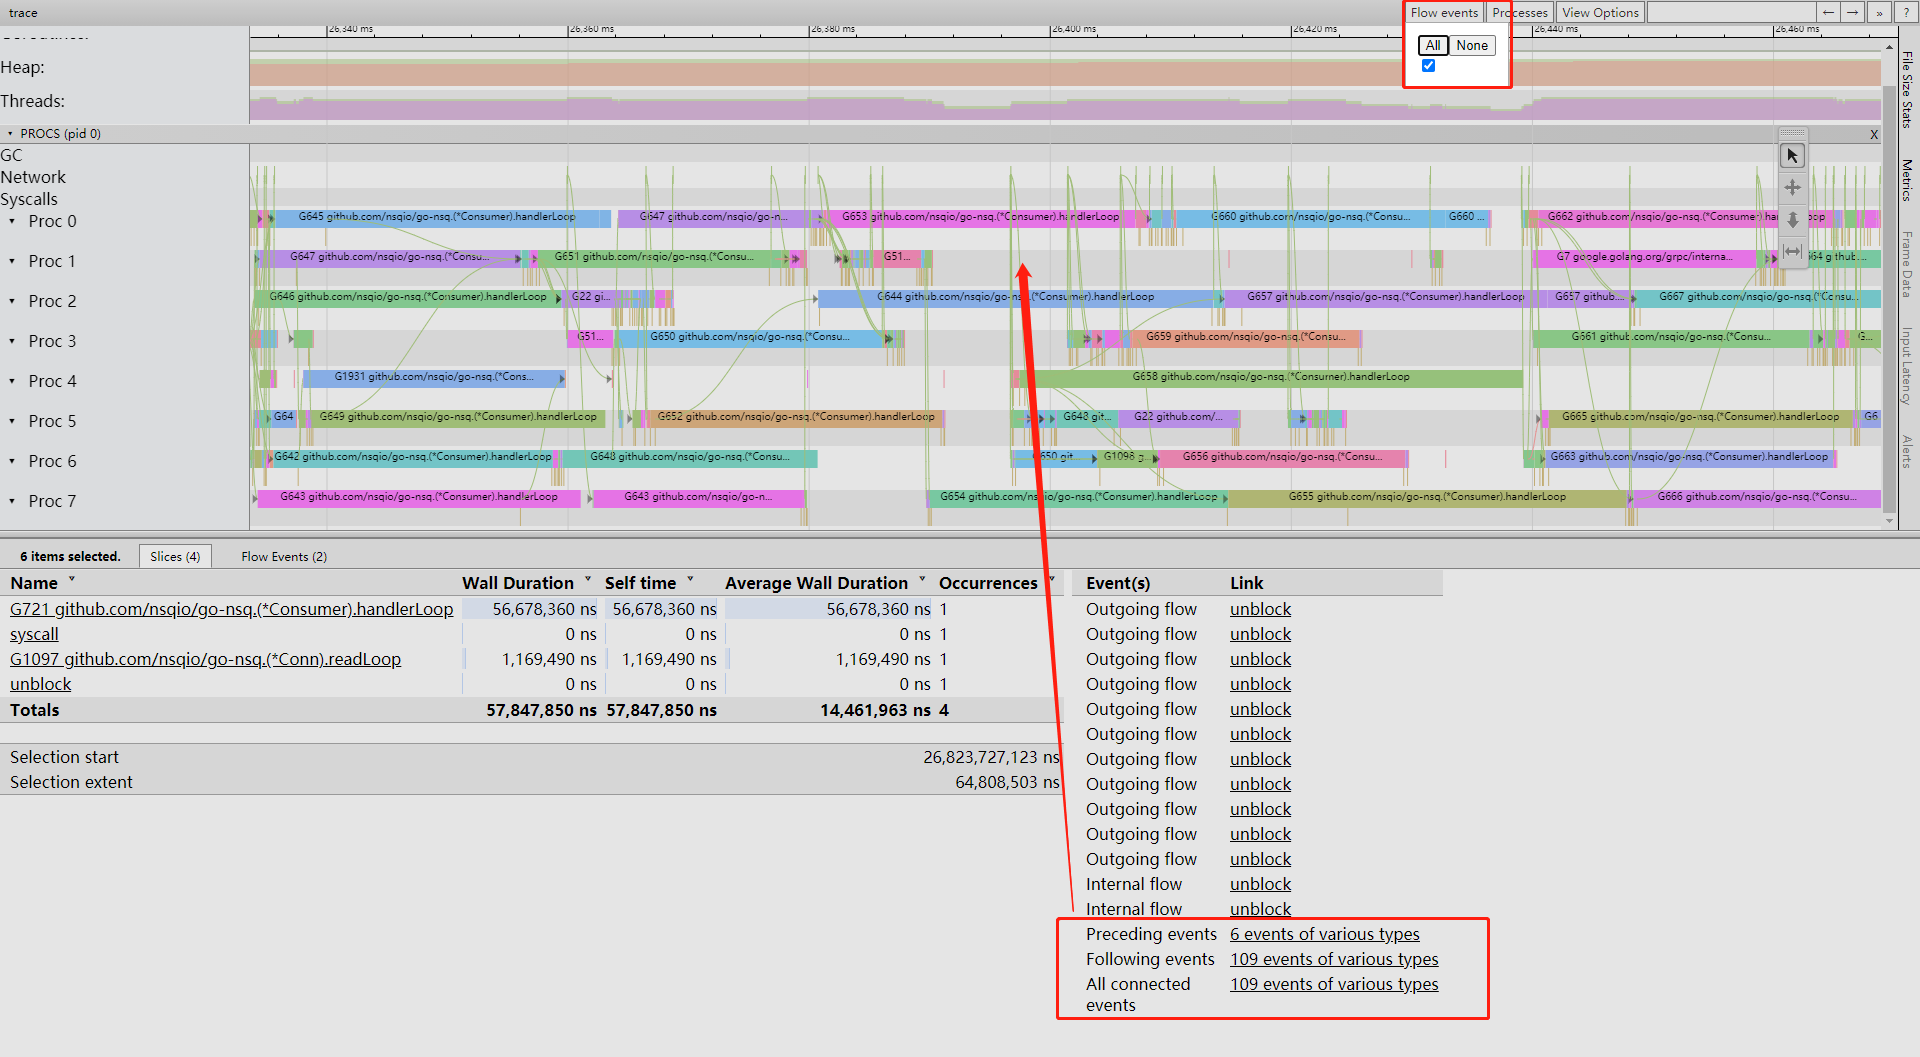 trace
Flow events Processes View Options ← → » ?
All None
26,340 ms 26,360 ms 26,380 ms 26,400 ms 26,420 ms 26,440 ms 26,460 ms
Heap:
Threads:
PROCS (pid 0) X
GC
Network
Syscalls
Proc 0
G645 github.com/nsqio/go-nsq.(*Consumer).handlerLoop G647 github.com/nsqio/go-n... G653 github.com/nsqio/go-nsq.(*Consumer).handlerLoop G660 github.com/nsqio/go-nsq.(*Consu... G660 ... G662 github.com/nsqio/go-nsq.(*Consumer).handlerLoop
Proc 1
G647 github.com/nsqio/go-nsq.(*Consu... G651 github.com/nsqio/go-nsq.(*Consu... G51... G7 google.golang.org/grpc/interna... 64 github....
Proc 2
G646 github.com/nsqio/go-nsq.(*Consumer).handlerLoop G22 gi... G644 github.com/nsqio/go-nsq.(*Consumer).handlerLoop G657 github.com/nsqio/go-nsq.(*Consumer).handlerLoop G657 github.... G667 github.com/nsqio/go-nsq.(*Consu...
Proc 3
G51... G650 github.com/nsqio/go-nsq.(*Consu... G659 github.com/nsqio/go-nsq.(*Consu... G661 github.com/nsqio/go-nsq.(*Consu... G...
Proc 4
G1931 github.com/nsqio/go-nsq.(*Cons... G658 github.com/nsqio/go-nsq.(*Consumer).handlerLoop
Proc 5
G64 G649 github.com/nsqio/go-nsq.(*Consumer).handlerLoop G652 github.com/nsqio/go-nsq.(*Consumer).handlerLoop G648 git... G22 github.com/... G665 github.com/nsqio/go-nsq.(*Consumer).handlerLoop G6
Proc 6
G642 github.com/nsqio/go-nsq.(*Consumer).handlerLoop G648 github.com/nsqio/go-nsq.(*Consu... G650 git... G1098 g... G656 github.com/nsqio/go-nsq.(*Consu... G663 github.com/nsqio/go-nsq.(*Consumer).handlerLoop
Proc 7
G643 github.com/nsqio/go-nsq.(*Consumer).handlerLoop G643 github.com/nsqio/go-n... G654 github.com/nsqio/go-nsq.(*Consumer).handlerLoop G655 github.com/nsqio/go-nsq.(*Consumer).handlerLoop G666 github.com/nsqio/go-nsq.(*Consu...
File Size Stats
Metrics
Frame Data
Input Latency
Alerts
6 items selected. Slices (4) Flow Events (2)
Name Wall Duration Self time Average Wall Duration Occurrences
G721 github.com/nsqio/go-nsq.(*Consumer).handlerLoop 56,678,360 ns 56,678,360 ns 56,678,360 ns 1
syscall 0 ns 0 ns 0 ns 1
G1097 github.com/nsqio/go-nsq.(*Conn).readLoop 1,169,490 ns 1,169,490 ns 1,169,490 ns 1
unblock 0 ns 0 ns 0 ns 1
Totals 57,847,850 ns 57,847,850 ns 14,461,963 ns 4
Selection start 26,823,727,123 ns
Selection extent 64,808,503 ns
Event(s) Link
Outgoing flow unblock
Outgoing flow unblock
Outgoing flow unblock
Outgoing flow unblock
Outgoing flow unblock
Outgoing flow unblock
Outgoing flow unblock
Outgoing flow unblock
Outgoing flow unblock
Outgoing flow unblock
Outgoing flow unblock
Internal flow unblock
Internal flow unblock
Preceding events 6 events of various types
Following events 109 events of various types
All connected events 109 events of various types